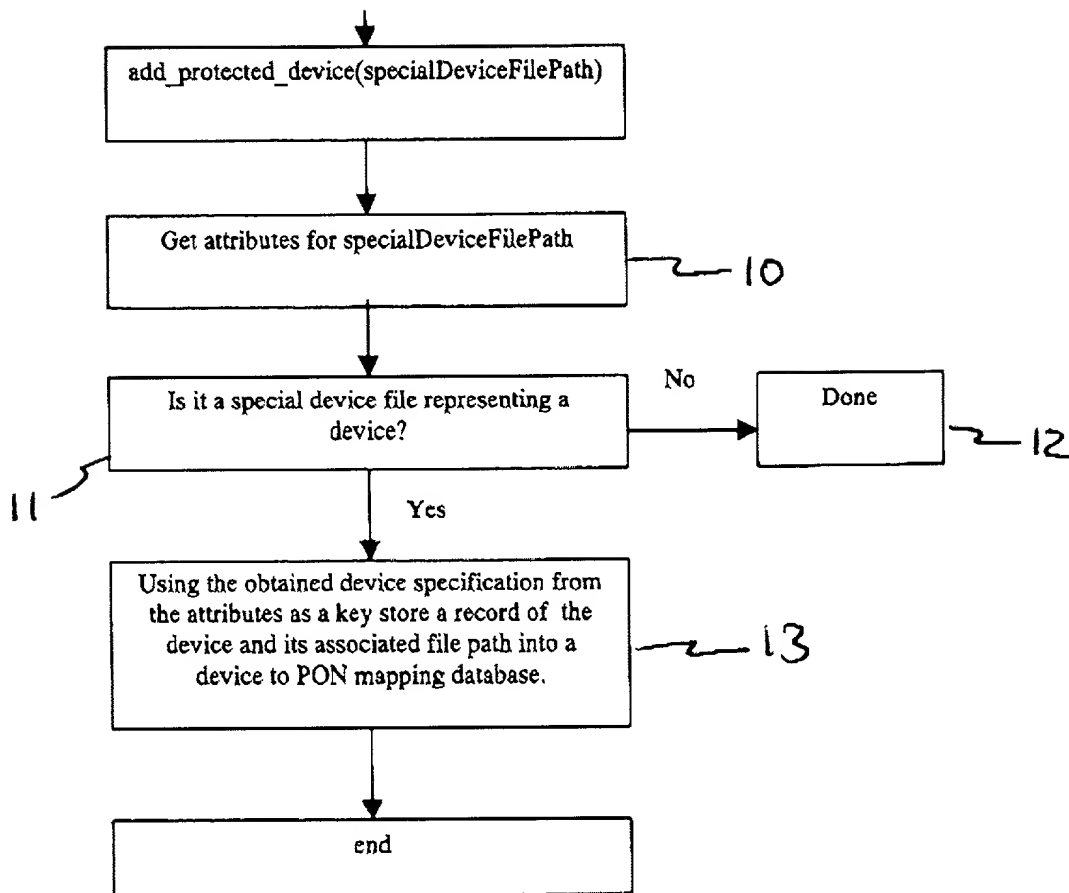 add_protected_device(specialDeviceFilePath)
Get attributes for specialDeviceFilePath
10
Is it a special device file representing a
device?
No
Done
12
11
Yes
Using the obtained device specification from
the attributes as a key store a record of the
device and its associated file path into a
device to PON mapping database.
13
end